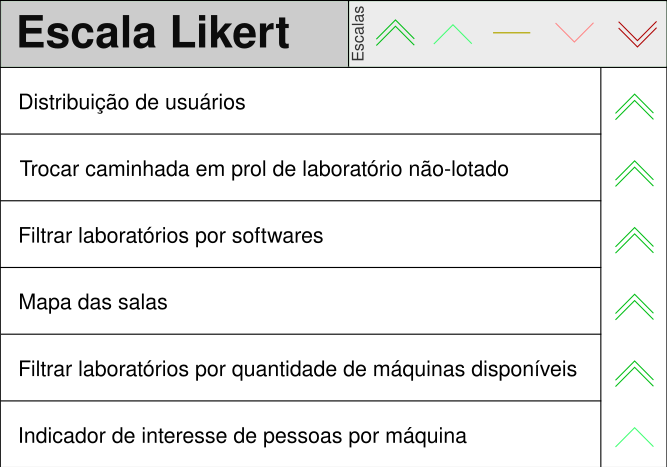 Escala Likert
Escalas
Distribuição de usuários
Trocar caminhada em prol de laboratório não-lotado
Filtrar laboratórios por softwares
Mapa das salas
Filtrar laboratórios por quantidade de máquinas disponíveis
Indicador de interesse de pessoas por máquina